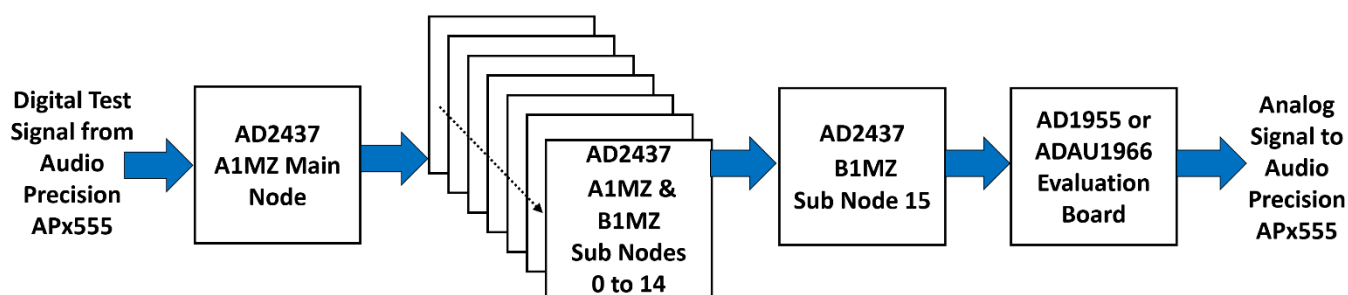 Digital Test
Signal from
Audio
Precision
APx555
AD2437
A1MZ Main
Node
AD2437
A1MZ &
B1MZ
Sub Nodes
0 to 14
AD2437
B1MZ
Sub Node 15
AD1955 or
ADAU1966
Evaluation
Board
Analog
Signal to
Audio
Precision
APx555